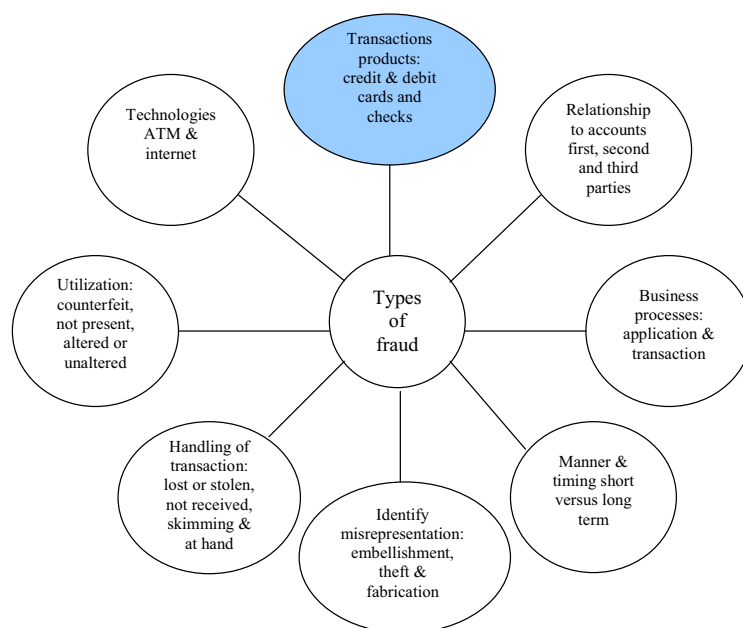 Transactions
products:
credit & debit
cards and
checks
Relationship
to accounts
first, second
and third
parties
Business
processes:
application &
transaction
Manner &
timing short
versus long
term
Identify
misrepresentation:
embellishment,
theft &
fabrication
Handling of
transaction:
lost or stolen,
not received,
skimming &
at hand
Utilization:
counterfeit,
not present,
altered or
unaltered
Technologies
ATM &
internet
Types
of
fraud